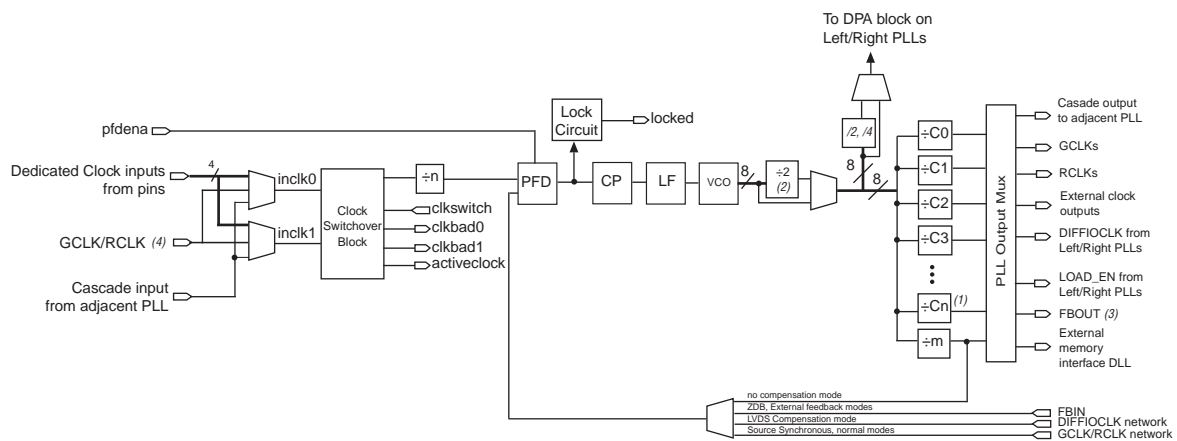 To DPA block on
Left/Right PLLs
Lock
Circuit
locked
pfdena
/2, /4
Casade output
to adjacent PLL
GCLKs
RCLKs
External clock
outputs
DIFFIOCLK from
Left/Right PLLs
LOAD_EN from
Left/Right PLLs
FBOUT (3)
External
memory
interface DLL
PLL Output Mux
÷C0
÷C1
÷C2
÷C3
÷Cn (1)
÷m
Dedicated Clock inputs
from pins
4
inclk0
inclk1
GCLK/RCLK (4)
Cascade input
from adjacent PLL
Clock
Switchover
Block
÷n
clkswitch
clkbad0
clkbad1
activeclock
PFD
CP
LF
VCO
8
÷2
(2)
8
8
no compensation mode
ZDB, External feedback modes
LVDS Compensation mode
Source Synchronous, normal modes
FBIN
DIFFIOCLK network
GCLK/RCLK network